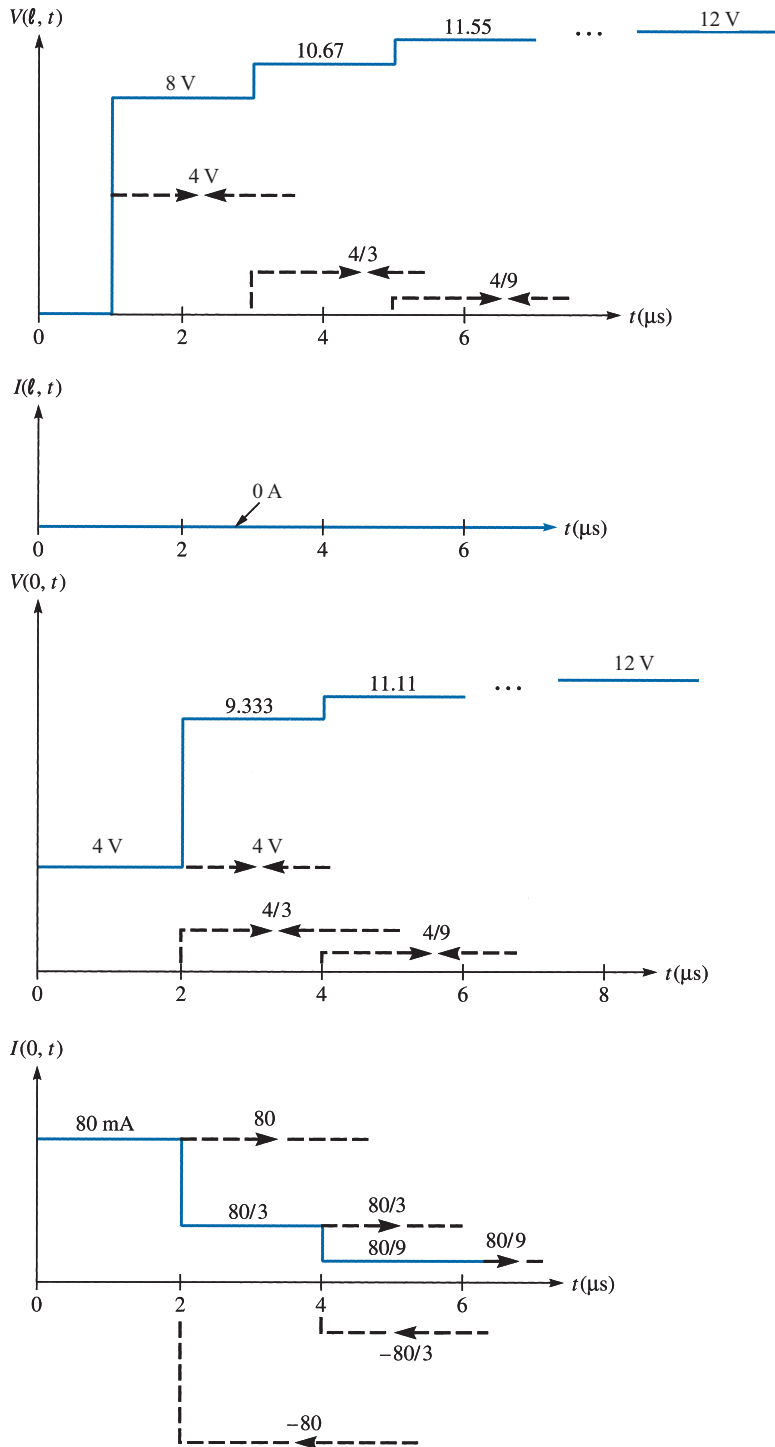 V(ℓ, t)
12 V
11.55
10.67
8 V
4 V
4/3
4/9
0
2
4
6
t(μs)
I(ℓ, t)
0 A
0
2
4
6
t(μs)
V(0, t)
12 V
11.11
9.333
4 V
4 V
4/3
4/9
0
2
4
6
8
t(μs)
I(0, t)
80 mA
80
80/3
80/3
80/9
80/9
0
2
4
6
t(μs)
–80/3
–80